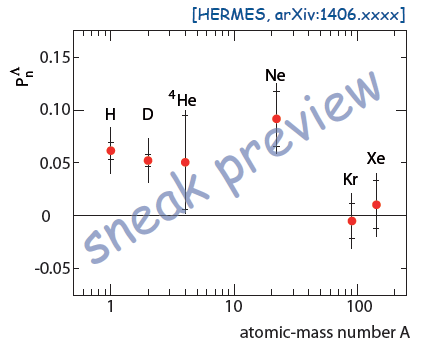 [HERMES, arXiv:1406.xxxx]
P_n^Λ
0.15
0.10
0.05
0
-0.05
H
D
⁴He
Ne
Kr
Xe
sneak preview
1
10
100
atomic-mass number A